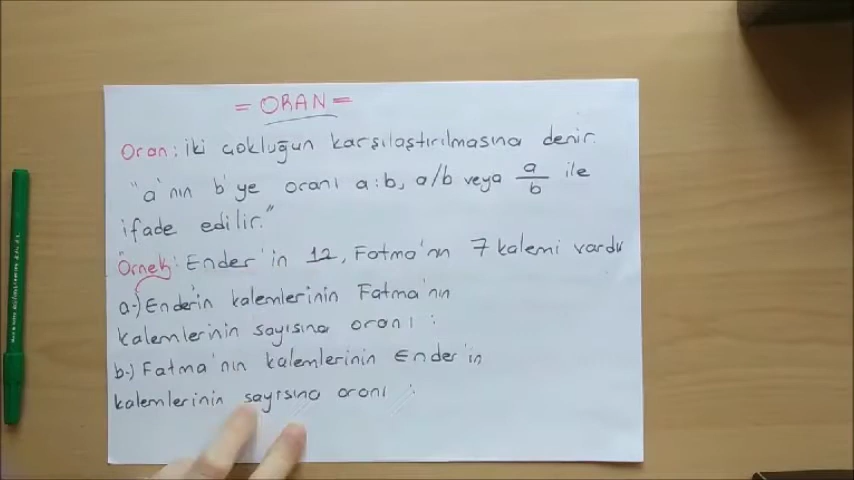 = ORAN =
Oran: iki çokluğun karşılaştırılmasına denir.
"a'nın b'ye oranı a:b, a/b veya a/b ile
ifade edilir."
"Örnek: Ender'in 12, Fatma'nın 7 kalemi vardır
a-) Ender'in kalemlerinin Fatma'nın
kalemlerinin sayısına oranı :
b-) Fatma'nın kalemlerinin Ender'in
kalemlerinin sayısına oranı :